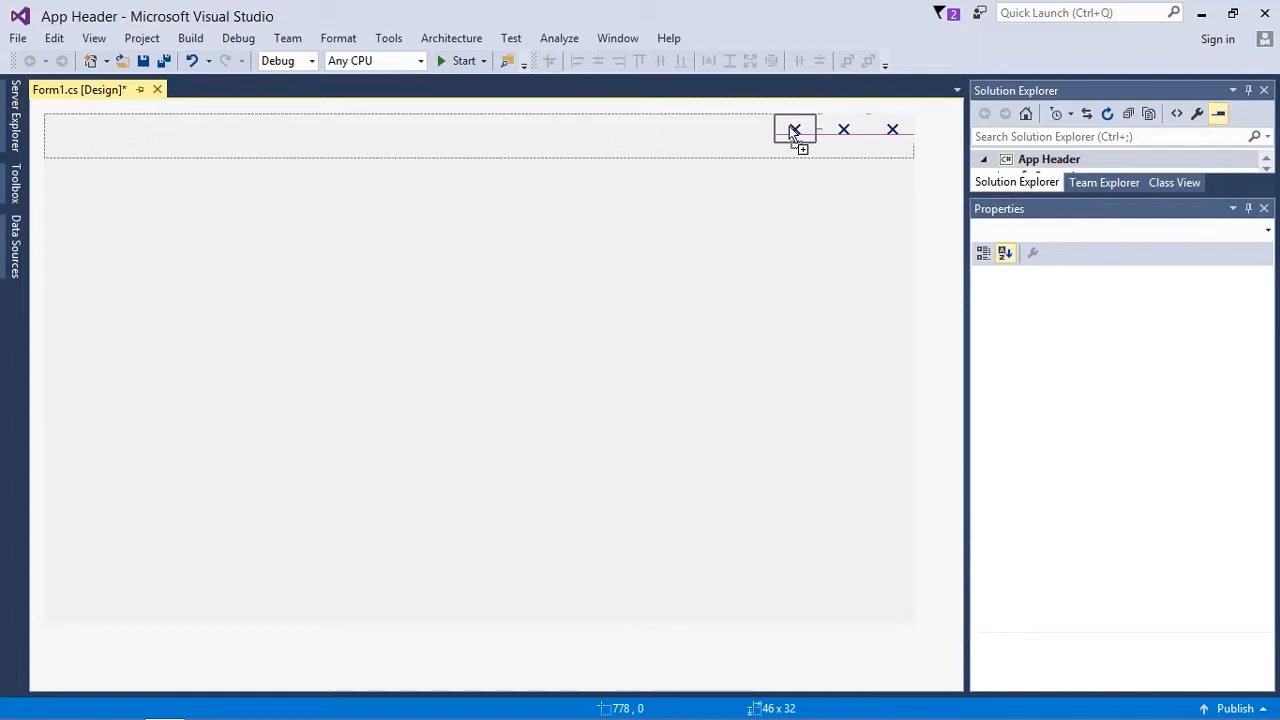 App Header - Microsoft Visual Studio
2
Quick Launch (Ctrl+Q)
File Edit View Project Build Debug Team Format Tools Architecture Test Analyze Window Help
Sign in
Debug Any CPU Start
Server Explorer
Toolbox
Data Sources
Form1.cs [Design]*
Solution Explorer
Search Solution Explorer (Ctrl+;)
C# App Header
Solution Explorer Team Explorer Class View
Properties
778 , 0
46 x 32
Publish